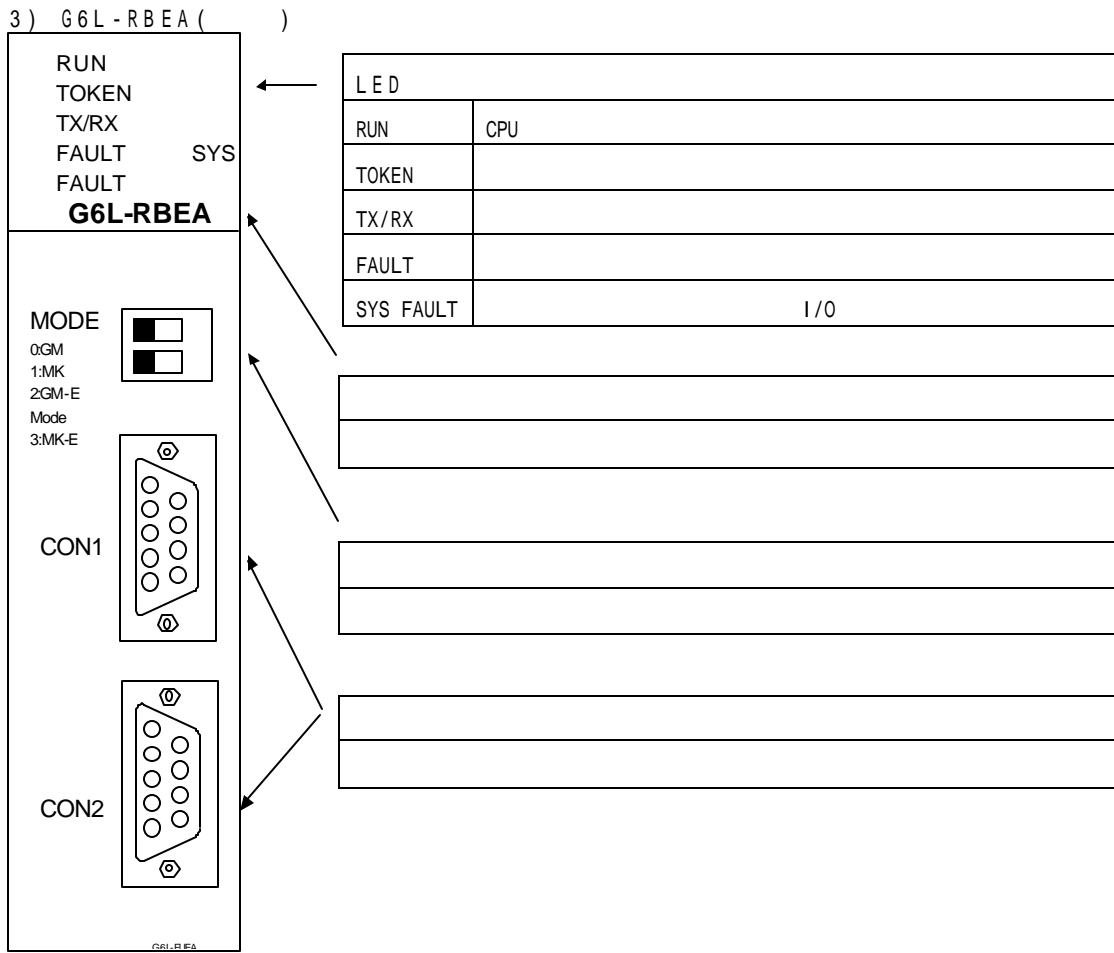 3) G6L-RBEA( )
RUN
TOKEN
TX/RX
FAULT SYS
FAULT
G6L-RBEA
MODE
0:GM
1:MK
2:GM-E
Mode
3:MK-E
CON1
CON2
LED
RUN CPU
TOKEN
TX/RX
FAULT
SYS FAULT I/O